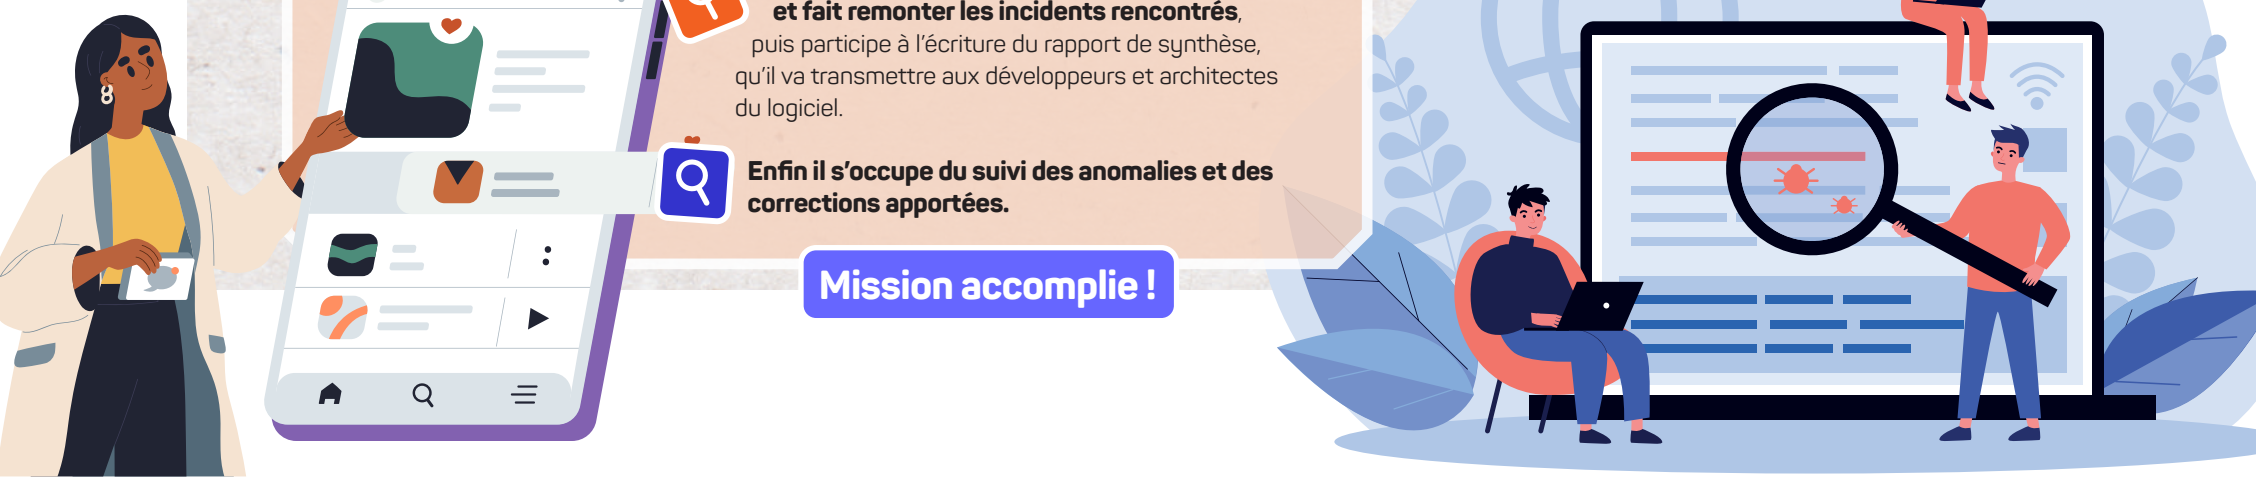 et fait remonter les incidents rencontrés,
puis participe à l'écriture du rapport de synthèse,
qu'il va transmettre aux développeurs et architectes
du logiciel.
Enfin il s'occupe du suivi des anomalies et des
corrections apportées.
Mission accomplie !